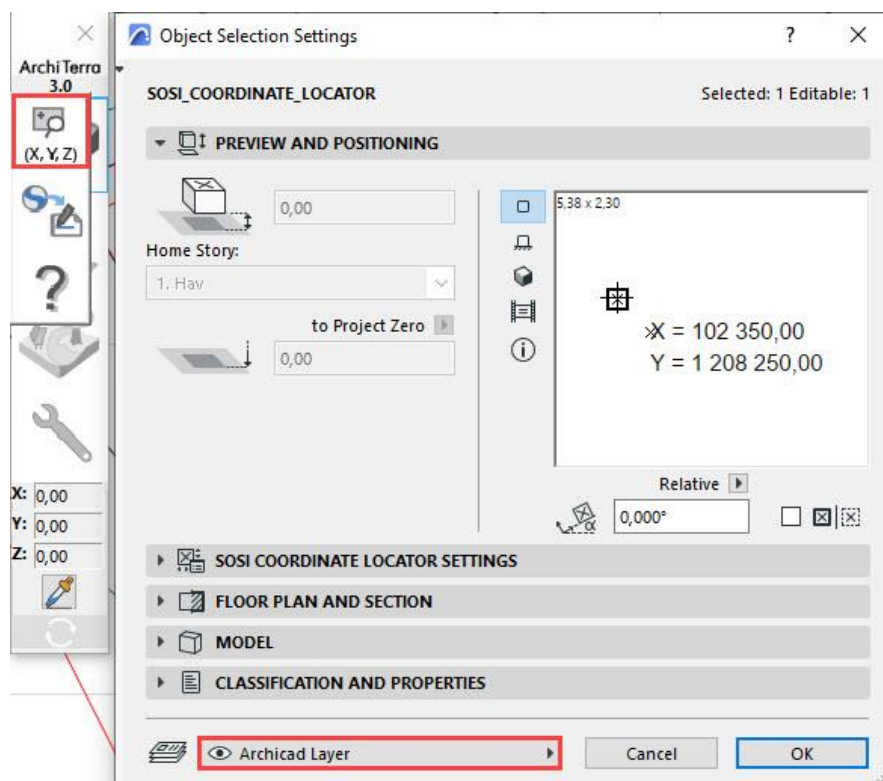 Object Selection Settings
?
ArchiTerra
3.0
(X, Y, Z)
?
X: 0,00
Y: 0,00
Z: 0,00
SOSI_COORDINATE_LOCATOR
Selected: 1 Editable: 1
PREVIEW AND POSITIONING
0,00
Home Story:
1. Hav
to Project Zero
0,00
5,38 x 2,30
X = 102 350,00
Y = 1 208 250,00
Relative
α
0,000°
SOSI COORDINATE LOCATOR SETTINGS
FLOOR PLAN AND SECTION
MODEL
CLASSIFICATION AND PROPERTIES
Archicad Layer
Cancel
OK